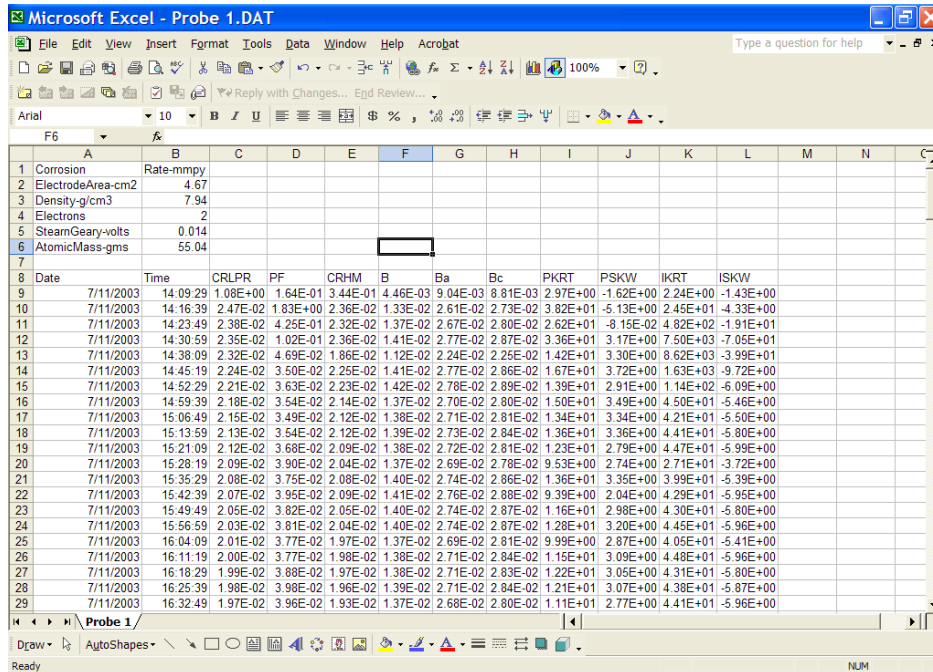 Microsoft Excel - Probe 1.DAT
File Edit View Insert Format Tools Data Window Help Acrobat Type a question for help
100%
Reply with Changes... End Review...
Arial 10 B I U $ % ,
F6 fx
A B C D E F G H I J K L M N
1 Corrosion Rate-mmpy
2 ElectrodeArea-cm2 4.67
3 Density-g/cm3 7.94
4 Electrons 2
5 StearnGeary-volts 0.014
6 AtomicMass-gms 55.04
7
8 Date Time CRLPR PF CRHM B Ba Bc PKRT PSKW IKRT ISKW
9 7/11/2003 14:09:29 1.08E+00 1.64E-01 3.44E-01 4.46E-03 9.04E-03 8.81E-03 2.97E+00 -1.62E+00 2.24E+00 -1.43E+00
10 7/11/2003 14:16:39 2.47E-02 1.83E+00 2.36E-02 1.33E-02 2.61E-02 2.73E-02 3.82E+01 -5.13E+00 2.45E+01 -4.33E+00
11 7/11/2003 14:23:49 2.38E-02 4.25E-01 2.32E-02 1.37E-02 2.67E-02 2.80E-02 2.62E+01 -8.15E-02 4.82E+02 -1.91E+01
12 7/11/2003 14:30:59 2.35E-02 1.02E-01 2.36E-02 1.41E-02 2.77E-02 2.87E-02 3.36E+01 3.17E+00 7.50E+03 -7.05E+01
13 7/11/2003 14:38:09 2.32E-02 4.69E-02 1.86E-02 1.12E-02 2.24E-02 2.25E-02 1.42E+01 3.30E+00 8.62E+03 -3.99E+01
14 7/11/2003 14:45:19 2.24E-02 3.50E-02 2.25E-02 1.41E-02 2.77E-02 2.86E-02 1.67E+01 3.72E+00 1.63E+03 -9.72E+00
15 7/11/2003 14:52:29 2.21E-02 3.63E-02 2.23E-02 1.42E-02 2.78E-02 2.89E-02 1.39E+01 2.91E+00 1.14E+02 -6.09E+00
16 7/11/2003 14:59:39 2.18E-02 3.54E-02 2.14E-02 1.37E-02 2.70E-02 2.80E-02 1.50E+01 3.49E+00 4.50E+01 -5.46E+00
17 7/11/2003 15:06:49 2.15E-02 3.49E-02 2.12E-02 1.38E-02 2.71E-02 2.81E-02 1.34E+01 3.34E+00 4.21E+01 -5.50E+00
18 7/11/2003 15:13:59 2.13E-02 3.54E-02 2.12E-02 1.39E-02 2.73E-02 2.84E-02 1.36E+01 3.36E+00 4.41E+01 -5.80E+00
19 7/11/2003 15:21:09 2.12E-02 3.68E-02 2.09E-02 1.38E-02 2.72E-02 2.81E-02 1.23E+01 2.79E+00 4.47E+01 -5.99E+00
20 7/11/2003 15:28:19 2.09E-02 3.90E-02 2.04E-02 1.37E-02 2.69E-02 2.78E-02 9.53E+00 2.74E+00 2.71E+01 -3.72E+00
21 7/11/2003 15:35:29 2.08E-02 3.75E-02 2.08E-02 1.40E-02 2.74E-02 2.86E-02 1.36E+01 3.35E+00 3.99E+01 -5.39E+00
22 7/11/2003 15:42:39 2.07E-02 3.95E-02 2.09E-02 1.41E-02 2.76E-02 2.88E-02 9.39E+00 2.04E+00 4.29E+01 -5.95E+00
23 7/11/2003 15:49:49 2.05E-02 3.82E-02 2.05E-02 1.40E-02 2.74E-02 2.87E-02 1.16E+01 2.98E+00 4.30E+01 -5.80E+00
24 7/11/2003 15:56:59 2.03E-02 3.81E-02 2.04E-02 1.40E-02 2.74E-02 2.87E-02 1.28E+01 3.20E+00 4.45E+01 -5.96E+00
25 7/11/2003 16:04:09 2.01E-02 3.77E-02 1.97E-02 1.37E-02 2.69E-02 2.81E-02 9.99E+00 2.87E+00 4.05E+01 -5.41E+00
26 7/11/2003 16:11:19 2.00E-02 3.77E-02 1.98E-02 1.38E-02 2.71E-02 2.84E-02 1.15E+01 3.09E+00 4.48E+01 -5.96E+00
27 7/11/2003 16:18:29 1.99E-02 3.88E-02 1.97E-02 1.38E-02 2.71E-02 2.83E-02 1.22E+01 3.05E+00 4.31E+01 -5.80E+00
28 7/11/2003 16:25:39 1.98E-02 3.98E-02 1.96E-02 1.39E-02 2.71E-02 2.84E-02 1.21E+01 3.07E+00 4.38E+01 -5.87E+00
29 7/11/2003 16:32:49 1.97E-02 3.96E-02 1.93E-02 1.37E-02 2.68E-02 2.80E-02 1.11E+01 2.77E+00 4.41E+01 -5.96E+00
Probe 1
Draw AutoShapes
Ready NUM